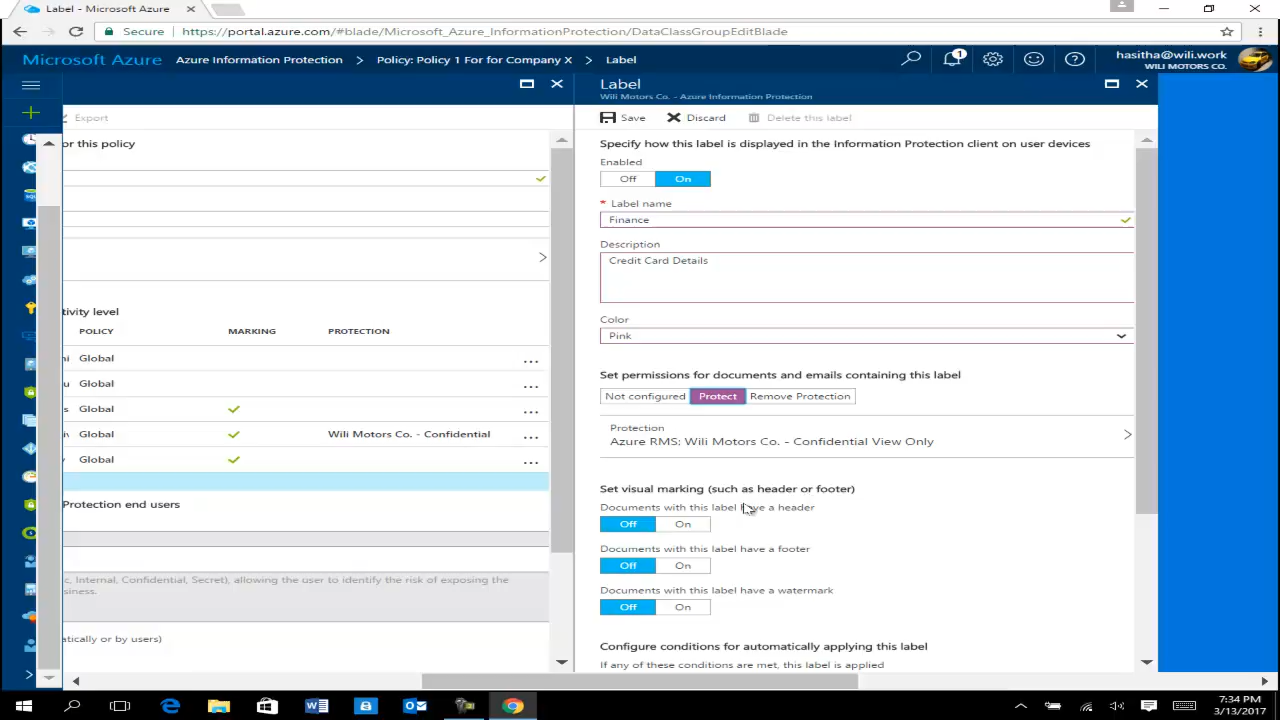 Label - Microsoft Azure
Secure https://portal.azure.com/#blade/Microsoft_Azure_InformationProtection/DataClassGroupEditBlade
Microsoft Azure Azure Information Protection > Policy: Policy 1 For for Company X > Label
1
hasitha@wili.work
WILI MOTORS CO.
Label
Wili Motors Co. - Azure Information Protection
Export
Save Discard Delete this label
or this policy
Specify how this label is displayed in the Information Protection client on user devices
Enabled
Off On
* Label name
Finance
Description
Credit Card Details
Color
Pink
tivity level
POLICY MARKING PROTECTION
ni Global ...
u Global ...
s Global ...
iv Global Wili Motors Co. - Confidential ...
y Global ...
Protection end users
c, Internal, Confidential, Secret), allowing the user to identify the risk of exposing the
siness.
atically or by users)
Set permissions for documents and emails containing this label
Not configured Protect Remove Protection
Protection
Azure RMS: Wili Motors Co. - Confidential View Only
Set visual marking (such as header or footer)
Documents with this label have a header
Off On
Documents with this label have a footer
Off On
Documents with this label have a watermark
Off On
Configure conditions for automatically applying this label
If any of these conditions are met, this label is applied
7:34 PM
3/13/2017